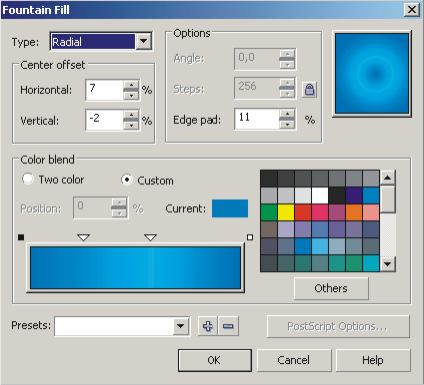 Fountain Fill
Type: Radial
Options
Angle: 0,0
Steps: 256
Edge pad: 11 %
Center offset
Horizontal: 7 %
Vertical: -2 %
Color blend
Two color Custom
Position: 0 % Current:
Others
Presets: PostScript Options...
OK Cancel Help